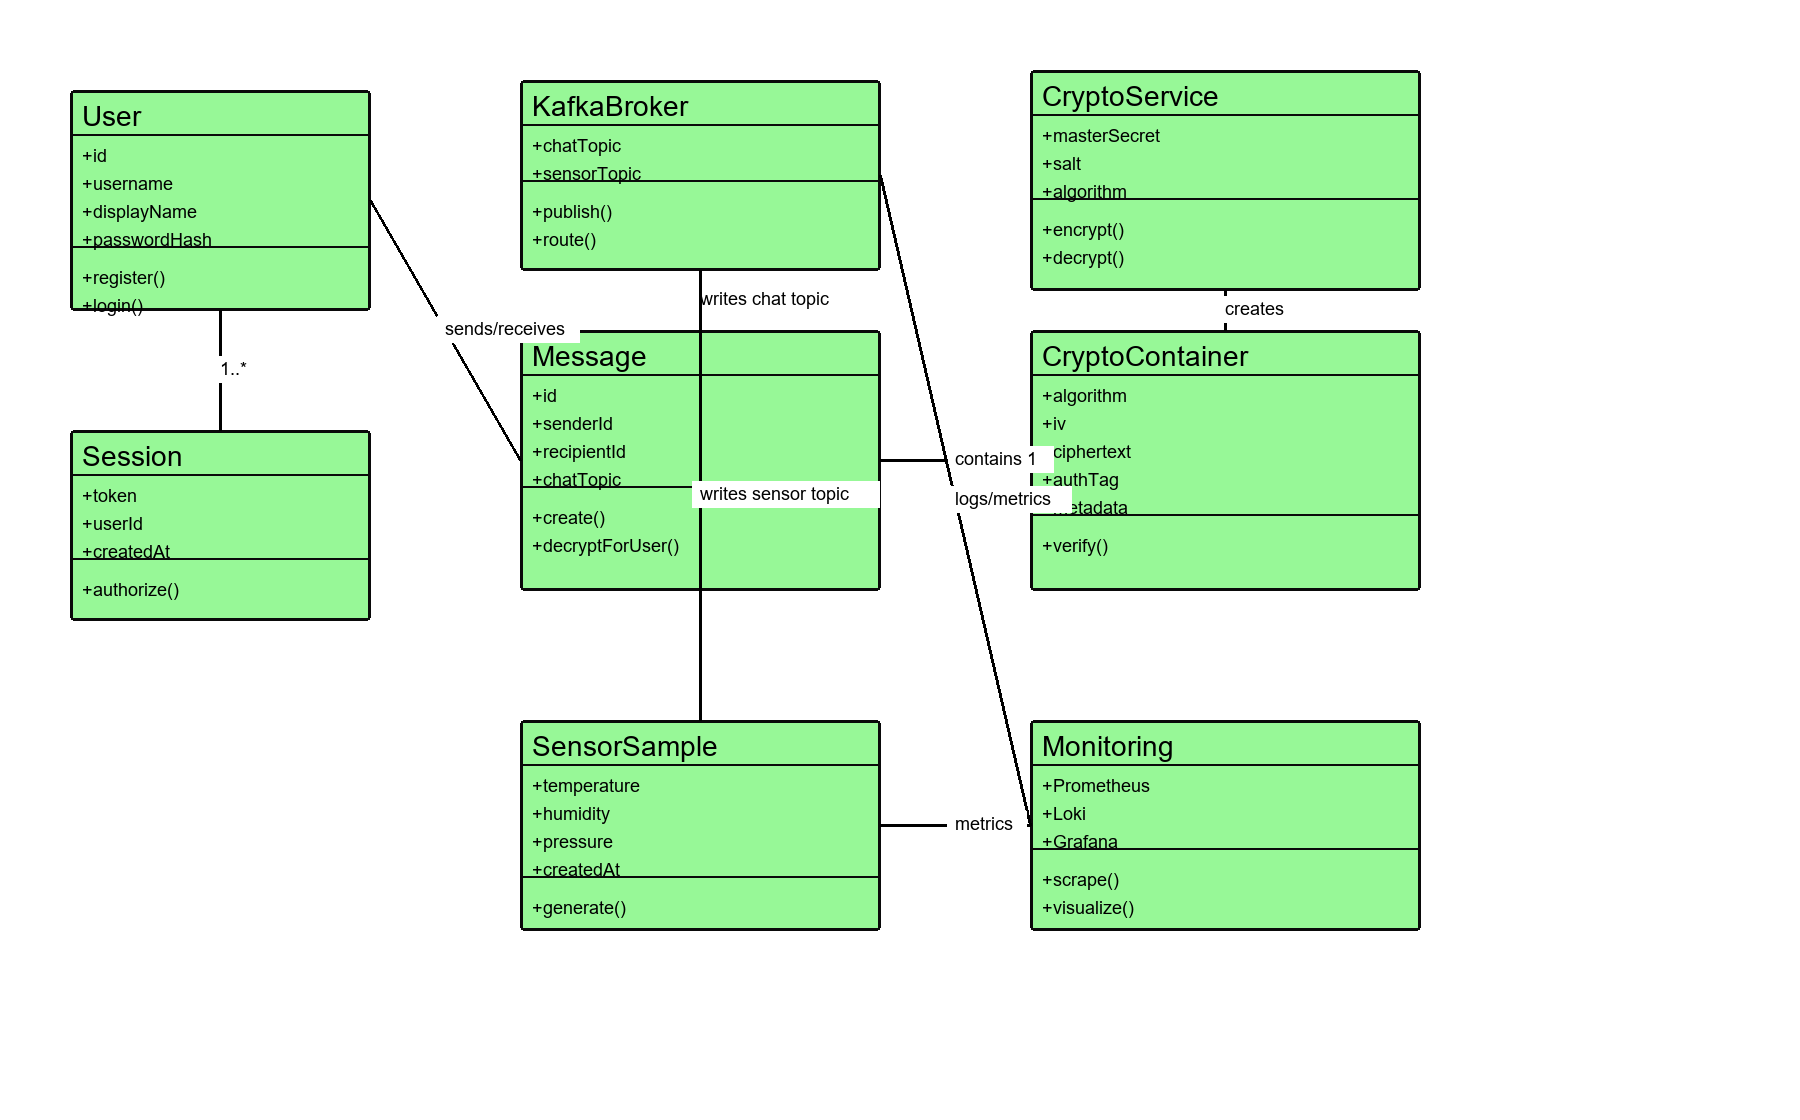 User
+id
+username
+displayName
+passwordHash
+register()
+login()
1..*
Session
+token
+userId
+createdAt
+authorize()
sends/receives
KafkaBroker
+chatTopic
+sensorTopic
+publish()
+route()
writes chat topic
Message
+id
+senderId
+recipientId
+chatTopic
writes sensor topic
+create()
+decryptForUser()
SensorSample
+temperature
+humidity
+pressure
+createdAt
+generate()
contains 1
logs/metrics
metrics
CryptoService
+masterSecret
+salt
+algorithm
+encrypt()
+decrypt()
creates
CryptoContainer
+algorithm
+iv
ciphertext
+authTag
etadata
+verify()
Monitoring
+Prometheus
+Loki
+Grafana
+scrape()
+visualize()